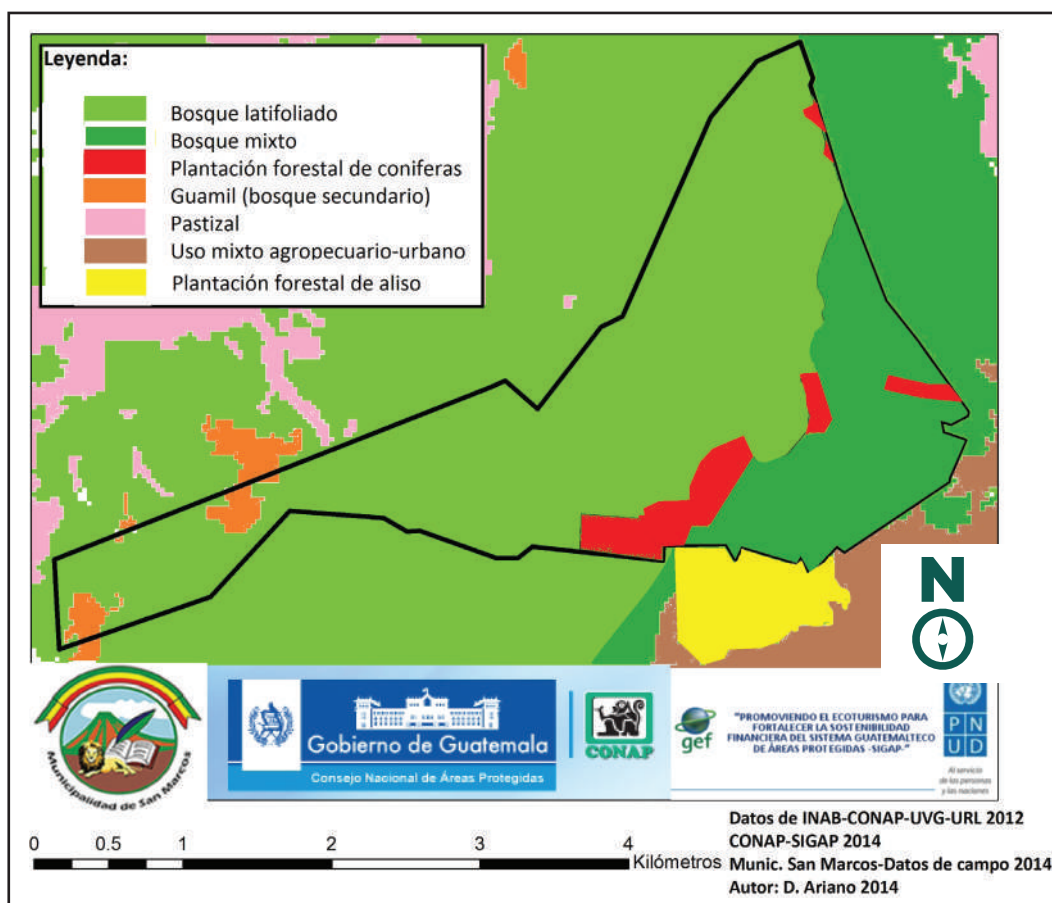 Leyenda:
Bosque latifoliado
Bosque mixto
Plantación forestal de coniferas
Guamil (bosque secundario)
Pastizal
Uso mixto agropecuario-urbano
Plantación forestal de aliso
N
Municipalidad de San Marcos
Gobierno de Guatemala
Consejo Nacional de Áreas Protegidas
CONAP
gef
"PROMOVIENDO EL ECOTURISMO PARA
FORTALECER LA SOSTENIBILIDAD
FINANCIERA DEL SISTEMA GUATEMALTECO
DE ÁREAS PROTEGIDAS -SIGAP-"
P N
U D
Al servicio
de las personas
y las naciones
0 0.5 1 2 3 4
Kilómetros
Datos de INAB-CONAP-UVG-URL 2012
CONAP-SIGAP 2014
Munic. San Marcos-Datos de campo 2014
Autor: D. Ariano 2014